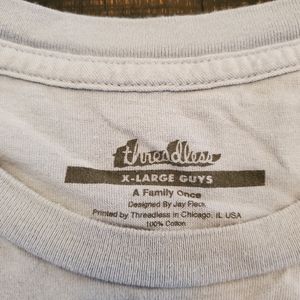 threadless
X-LARGE GUYS
A Family Once
Designed By Jay Fleck
Printed by Threadless in Chicago, IL USA
100% Cotton